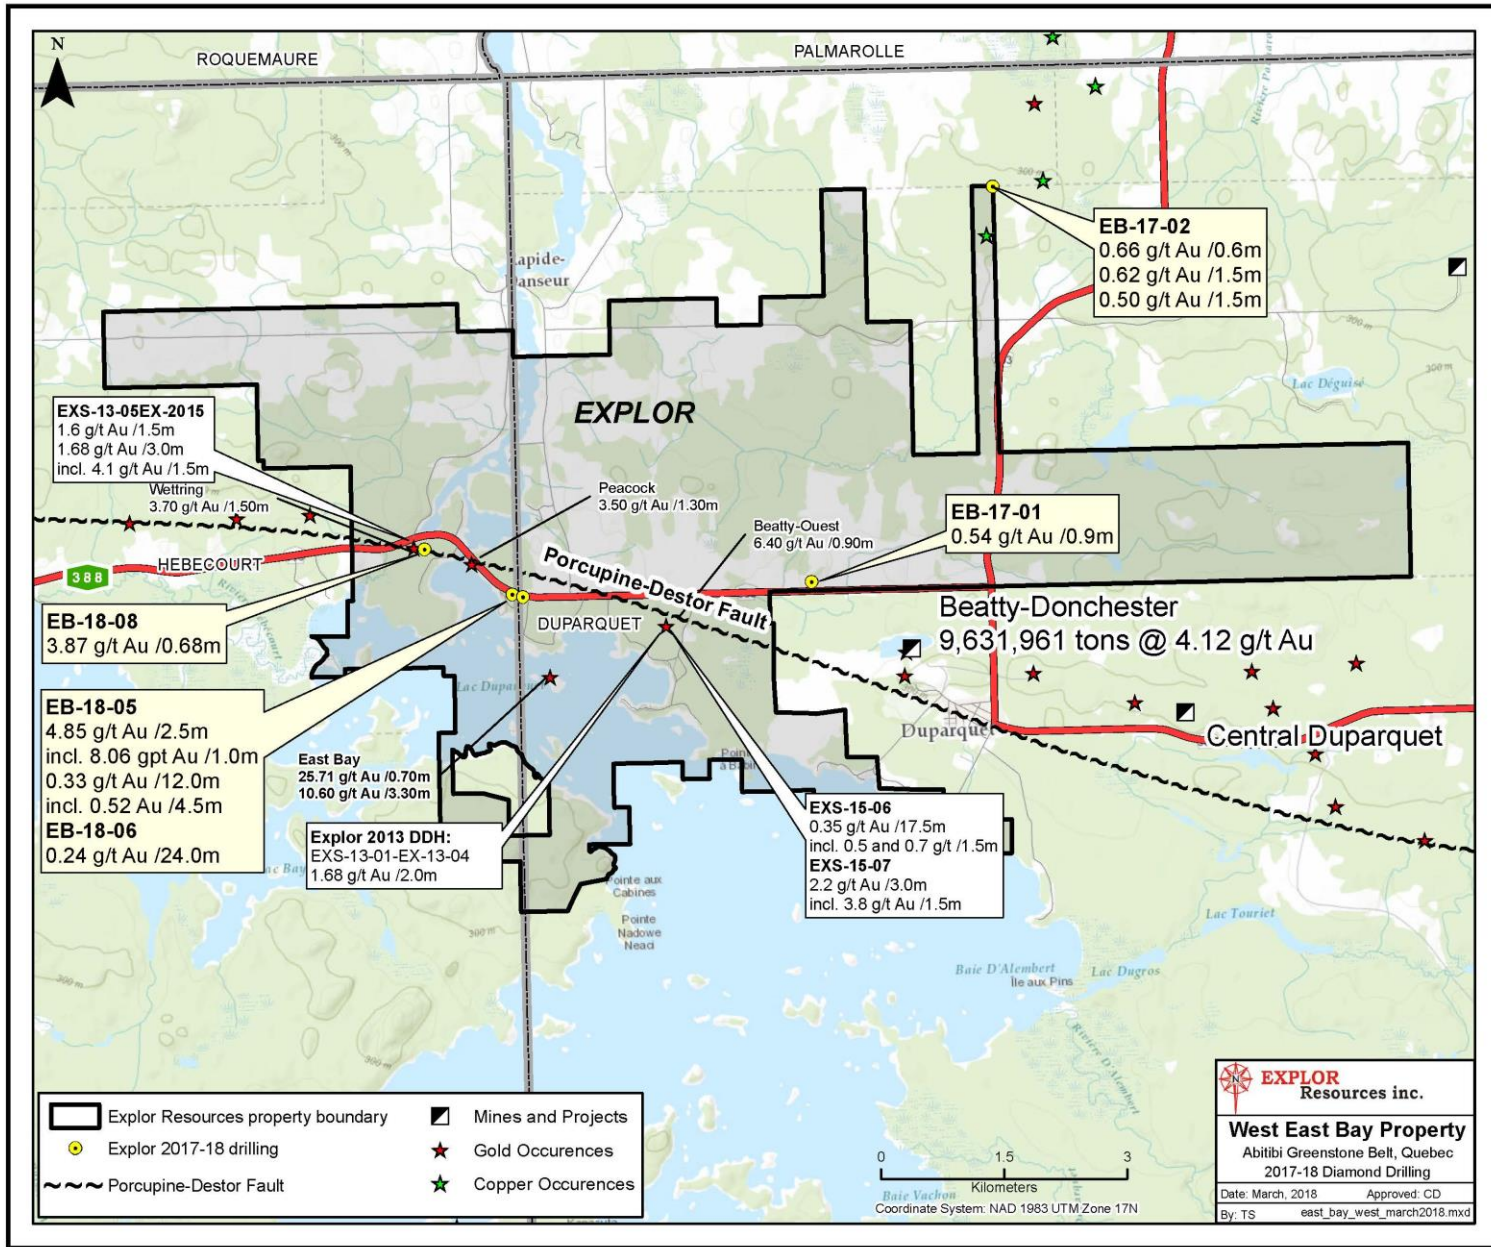 N
ROQUEMAURE
PALMAROLLE
300 m
EB-17-02
0.66 g/t Au /0.6m
0.62 g/t Au /1.5m
0.50 g/t Au /1.5m
300 m
300 m
Lac Déguisé
300 m
EXPLOR
EXS-13-05EX-2015
1.6 g/t Au /1.5m
1.68 g/t Au /3.0m
incl. 4.1 g/t Au /1.5m
Wettring
3.70 g/t Au /1.50m
Peacock
3.50 g/t Au /1.30m
Beatty-Ouest
6.40 g/t Au /0.90m
EB-17-01
0.54 g/t Au /0.9m
Porcupine-Destor Fault
388
HEBECOURT
EB-18-08
3.87 g/t Au /0.68m
DUPARQUET
Beatty-Donchester
9,631,961 tons @ 4.12 g/t Au
EB-18-05
4.85 g/t Au /2.5m
incl. 8.06 gpt Au /1.0m
0.33 g/t Au /12.0m
incl. 0.52 Au /4.5m
EB-18-06
0.24 g/t Au /24.0m
Duparquet
Central Duparquet
East Bay
25.71 g/t Au /0.70m
10.60 g/t Au /3.30m
Explor 2013 DDH:
EXS-13-01-EX-13-04
1.68 g/t Au /2.0m
EXS-15-06
0.35 g/t Au /17.5m
incl. 0.5 and 0.7 g/t /1.5m
EXS-15-07
2.2 g/t Au /3.0m
incl. 3.8 g/t Au /1.5m
Pointe aux
Cabines
Pointe
Nadowe
Neaci
300 m
300 m
300 m
Lac Touriet
Baie D'Alembert
Lac Dugros
Île aux Pins
Rivière D'Alembert
Explor Resources property boundary
Explor 2017-18 drilling
Porcupine-Destor Fault
Mines and Projects
Gold Occurences
Copper Occurences
0 1.5 3
Kilometers
Baie Vachon
Coordinate System: NAD 1983 UTM Zone 17N
N
EXPLOR
Resources inc.
West East Bay Property
Abitibi Greenstone Belt, Quebec
2017-18 Diamond Drilling
Date: March, 2018 Approved: CD
By: TS east_bay_west_march2018.mxd